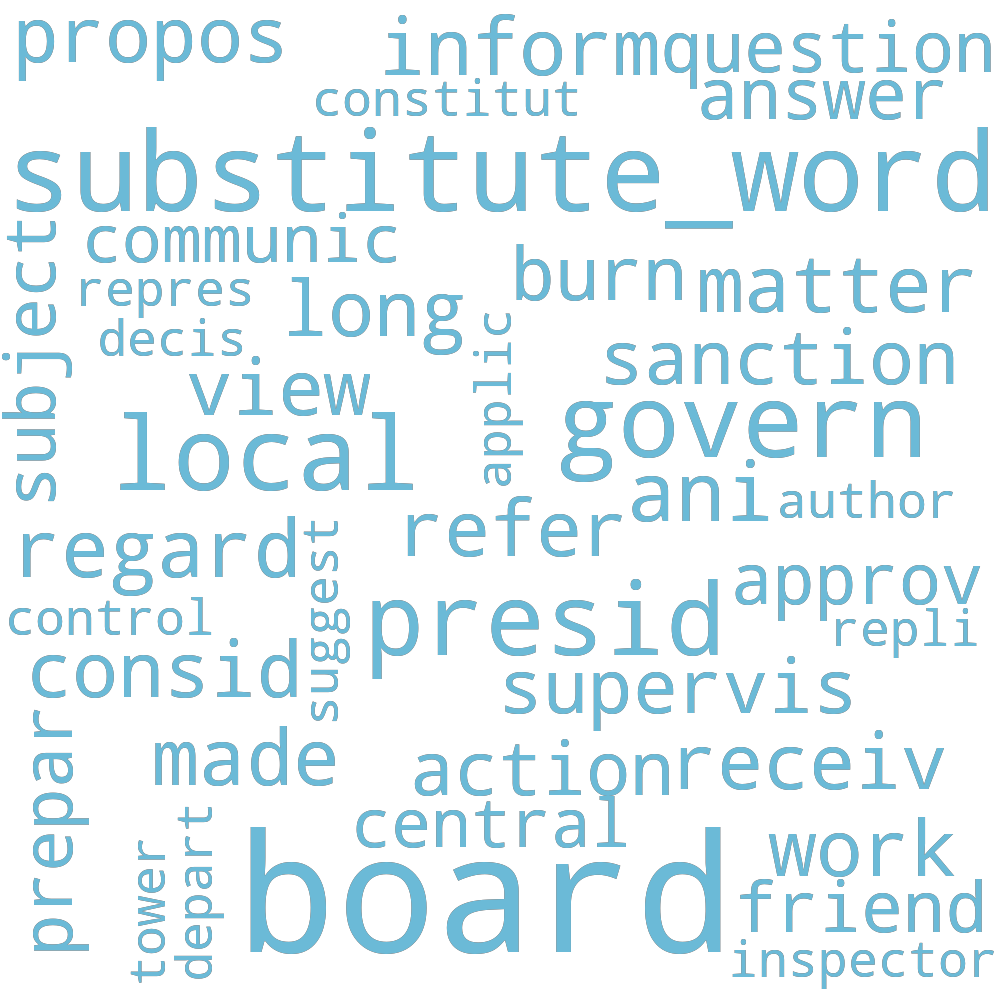 propos
inform
question
constitut
answer
substitute_word
subject
communic
burn
matter
repres
long
decis
applic
sanction
view
govern
local
ani
author
refer
regard
suggest
approv
control
presid
repli
consid
supervis
prepar
made
action
receiv
central
tower
depart
board
work
friend
inspector